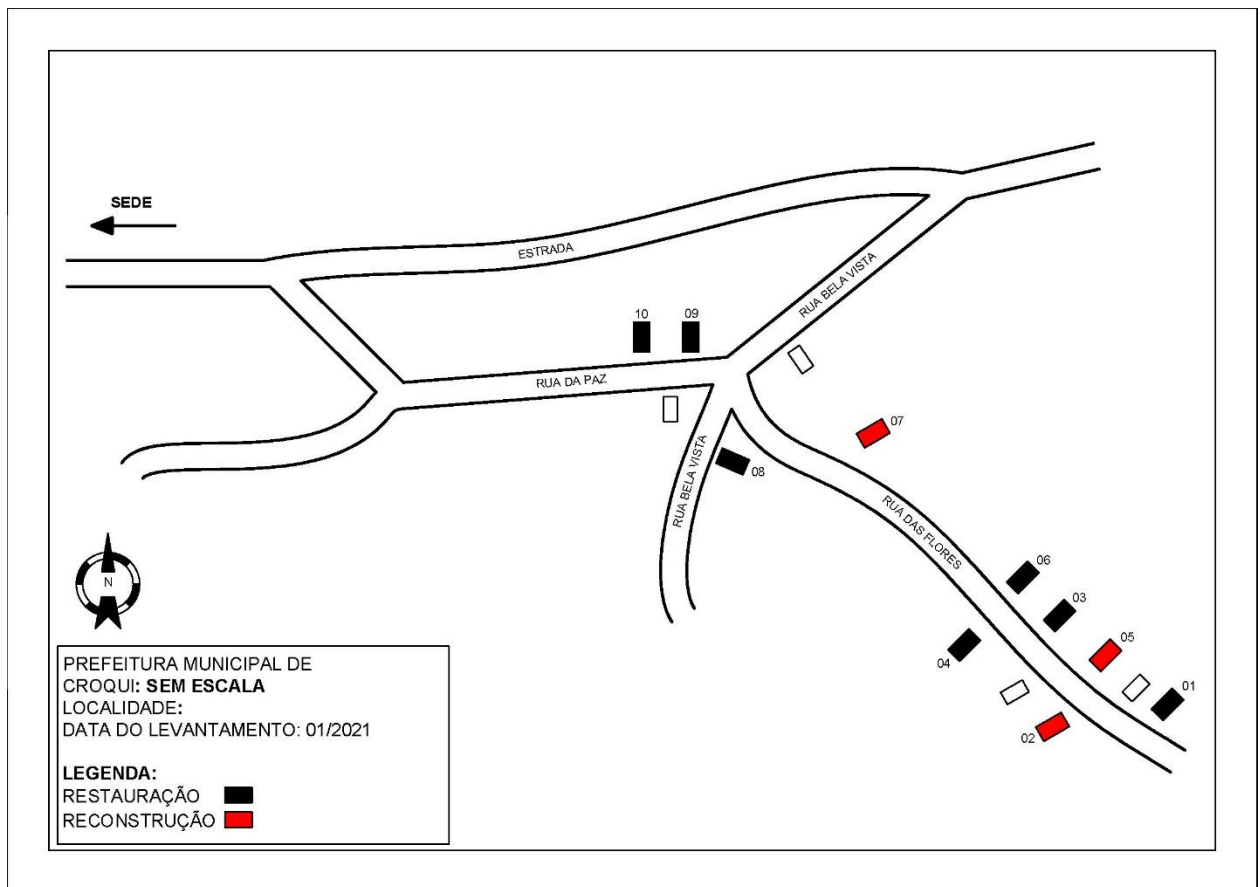 SEDE
ESTRADA
RUA BELA VISTA
10
09
RUA DA PAZ
07
RUA BELA VISTA
08
RUA DAS FLORES
06
03
05
04
01
02
N
PREFEITURA MUNICIPAL DE
CROQUI: SEM ESCALA
LOCALIDADE:
DATA DO LEVANTAMENTO: 01/2021
LEGENDA:
RESTAURAÇÃO
RECONSTRUÇÃO